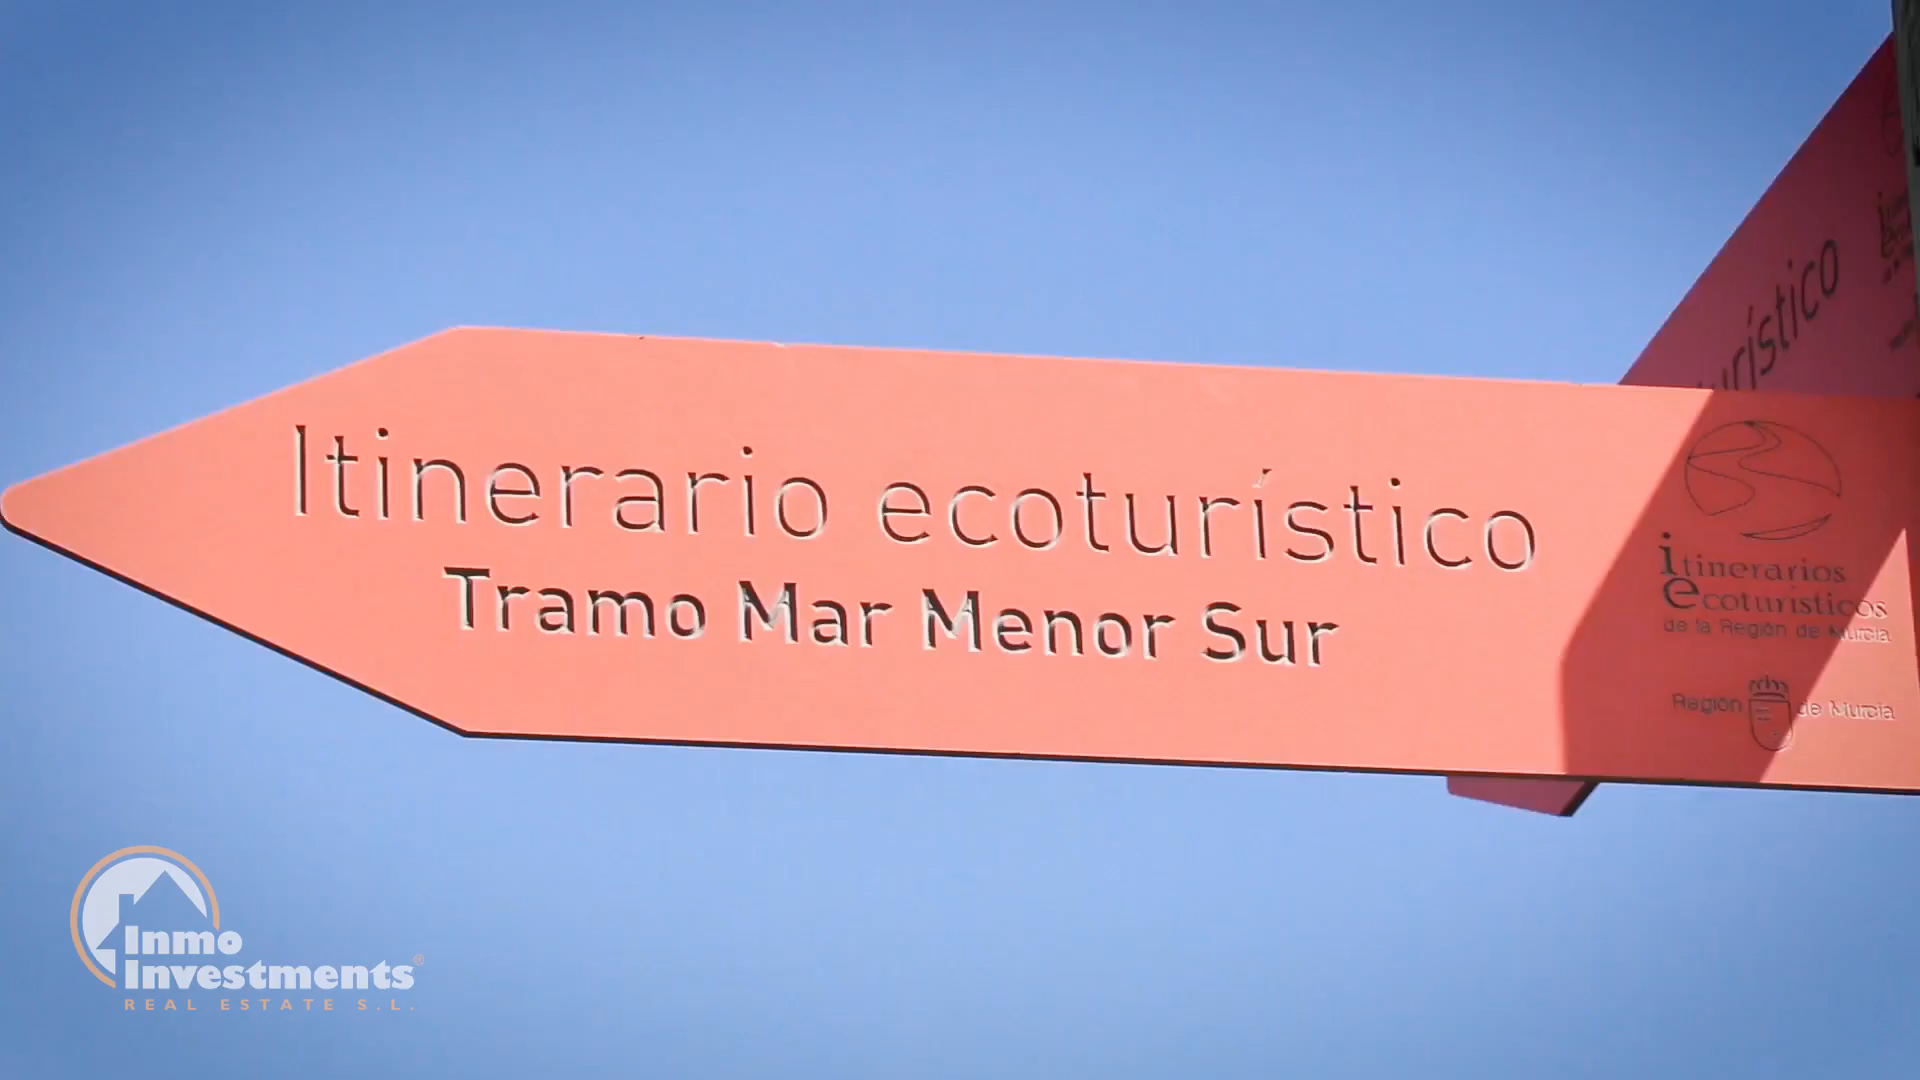 Itinerario ecoturístico
Tramo Mar Menor Sur
itinerarios
Ecoturísticos
de la Región de Murcia
Región de Murcia
Inmo
Investments®
REAL ESTATE S.L.